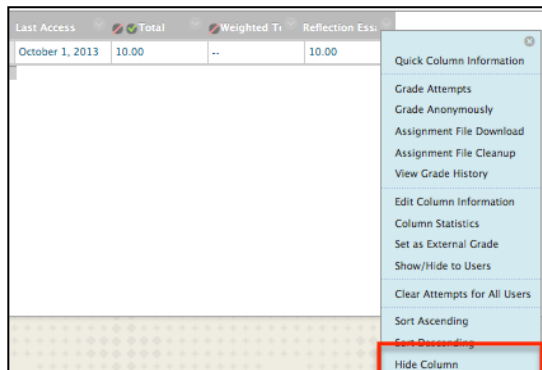 Last Access Total Weighted T Reflection Ess
October 1, 2013 10.00 -- 10.00
Quick Column Information
Grade Attempts
Grade Anonymously
Assignment File Download
Assignment File Cleanup
View Grade History
Edit Column Information
Column Statistics
Set as External Grade
Show/Hide to Users
Clear Attempts for All Users
Sort Ascending
Sort Descending
Hide Column